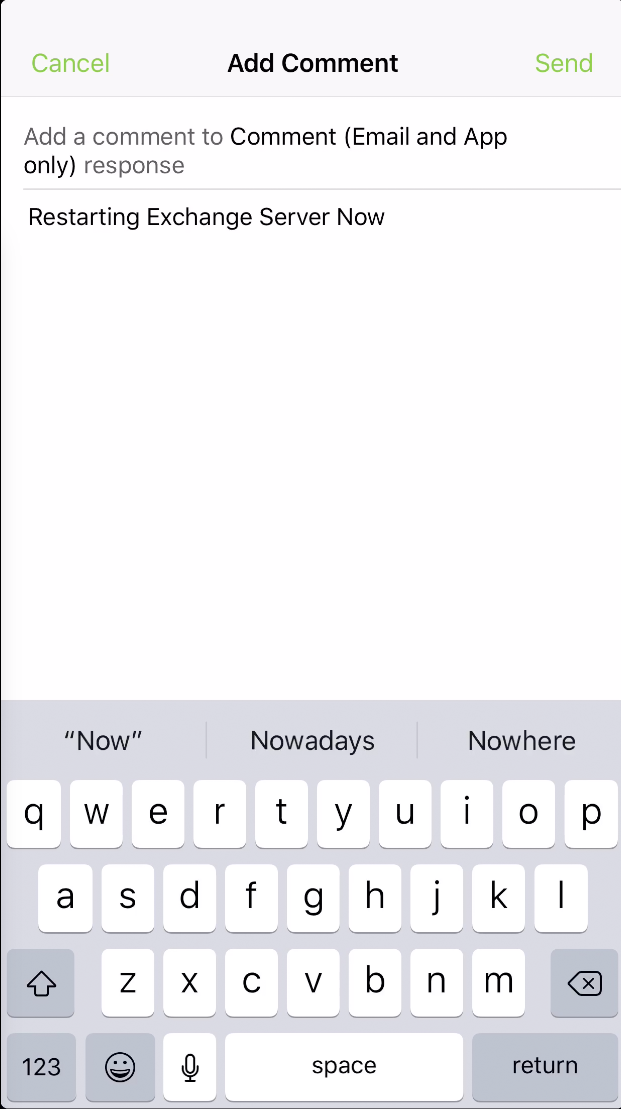 Cancel Add Comment Send
Add a comment to Comment (Email and App
only) response
Restarting Exchange Server Now
“Now” Nowadays Nowhere
q w e r t y u i o p
a s d f g h j k l
z x c v b n m
123 space return